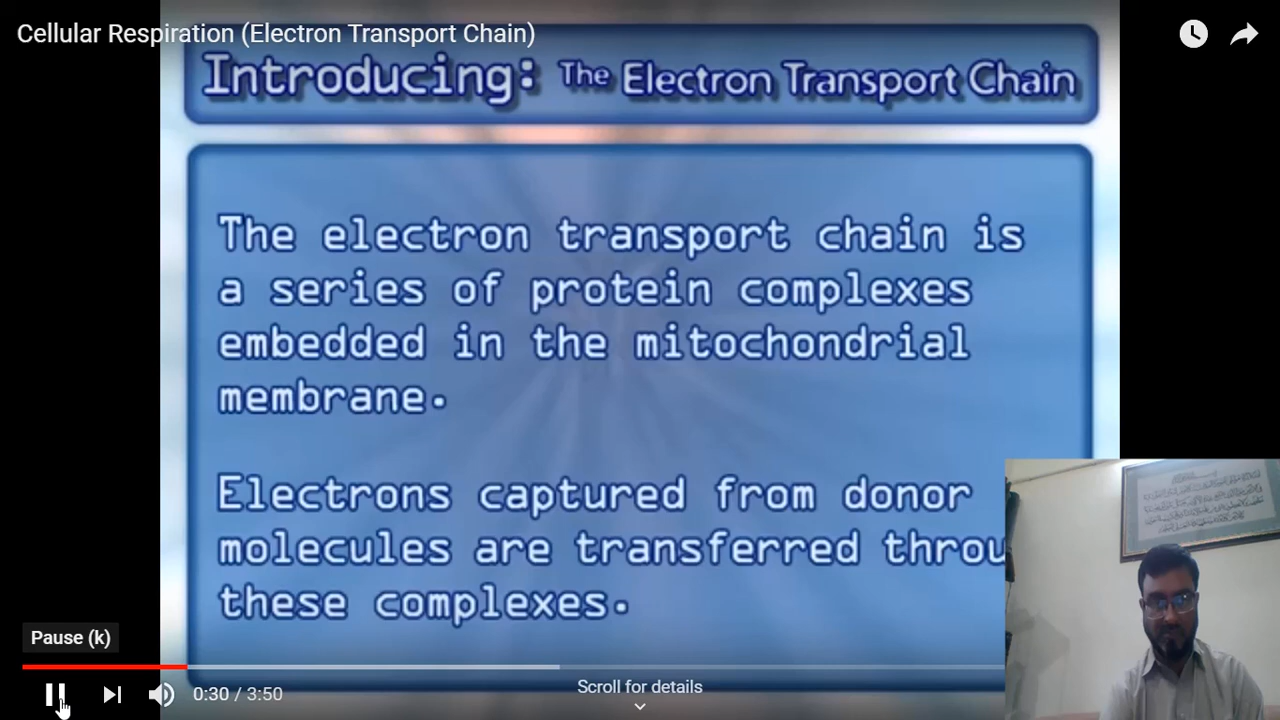 Cellular Respiration (Electron Transport Chain)
Introducing: The Electron Transport Chain
The electron transport chain is
a series of protein complexes
embedded in the mitochondrial
membrane.
Electrons captured from donor
molecules are transferred throu
these complexes.
Pause (k)
0:30 / 3:50
Scroll for details